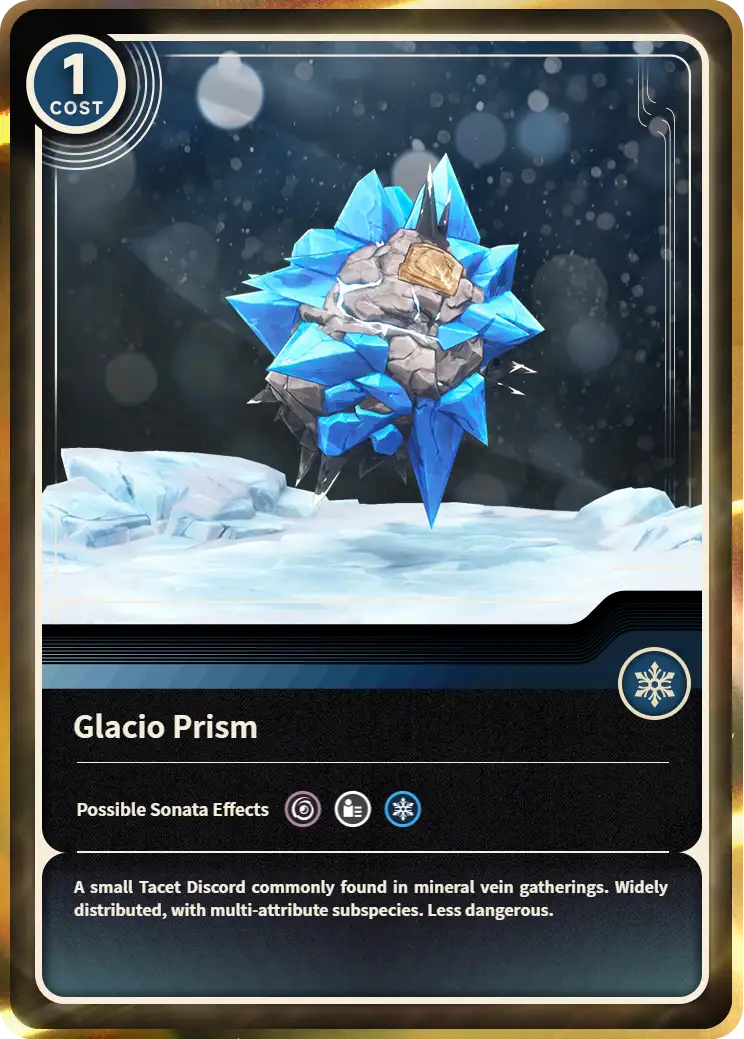 1
COST
Glacio Prism
Possible Sonata Effects
A small Tacet Discord commonly found in mineral vein gatherings. Widely
distributed, with multi-attribute subspecies. Less dangerous.